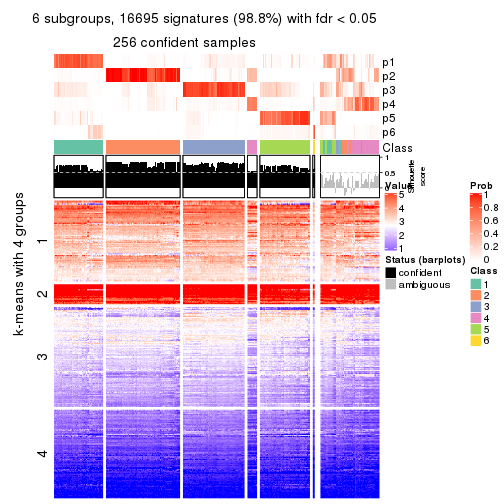 6 subgroups, 16695 signatures (98.8%) with fdr < 0.05
256 confident samples
p1
p2
p3
p4
p5
p6
Class
1
0.5
0
Silhouette score
k-means with 4 groups
1
2
3
4
Value
5
4
3
2
1
Status (barplots)
confident
ambiguous
Prob
1
0.8
0.6
0.4
0.2
0
Class
1
2
3
4
5
6